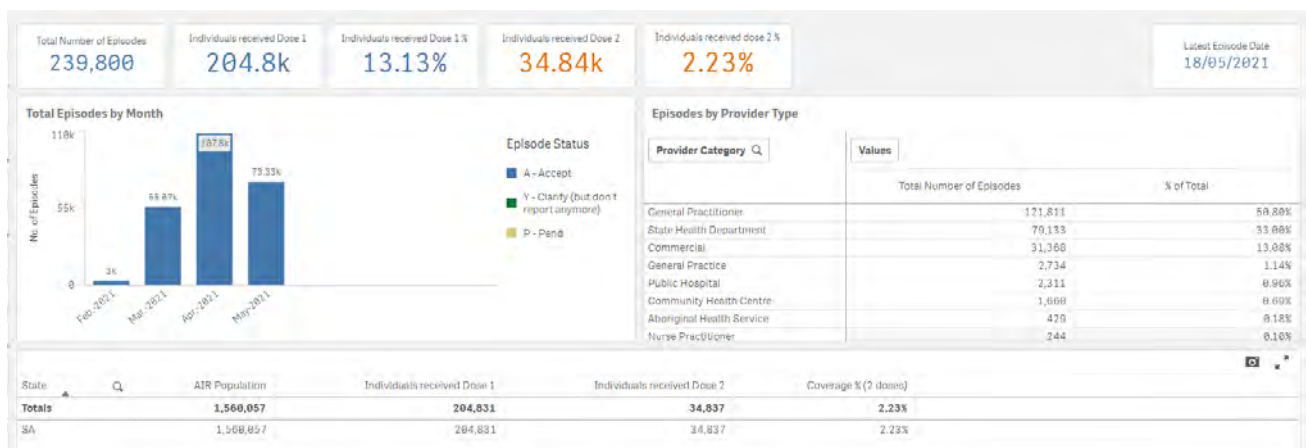 Total Number of Episodes
239,800
Individuals received Dose 1
204.8k
Individuals received Dose 1 %
13.13%
Individuals received Dose 2
34.84k
Individuals received dose 2 %
2.23%
Latest Episode Date
18/05/2021
Total Episodes by Month
No. of Episodes
110k
55k
0
3k
107.8k
73.33k
Feb-2021
Mar-2021
Apr-2021
May-2021
Episode Status
A - Accept
Y - Clarify (but don't
report anymore)
P - Pend
Episodes by Provider Type
Provider Category
Values
Total Number of Episodes % of Total
General Practitioner 121,811 50.80%
State Health Department 79,133 33.00%
Commercial 31,368 13.08%
General Practice 2,734 1.14%
Public Hospital 2,311 0.96%
Community Health Centre 1,660 0.69%
Aboriginal Health Service 429 0.18%
Nurse Practitioner 244 0.10%
State AIR Population Individuals received Dose 1 Individuals received Dose 2 Coverage % (2 doses)
Totals 1,560,057 204,831 34,837 2.23%
SA 1,560,057 204,831 34,837 2.23%